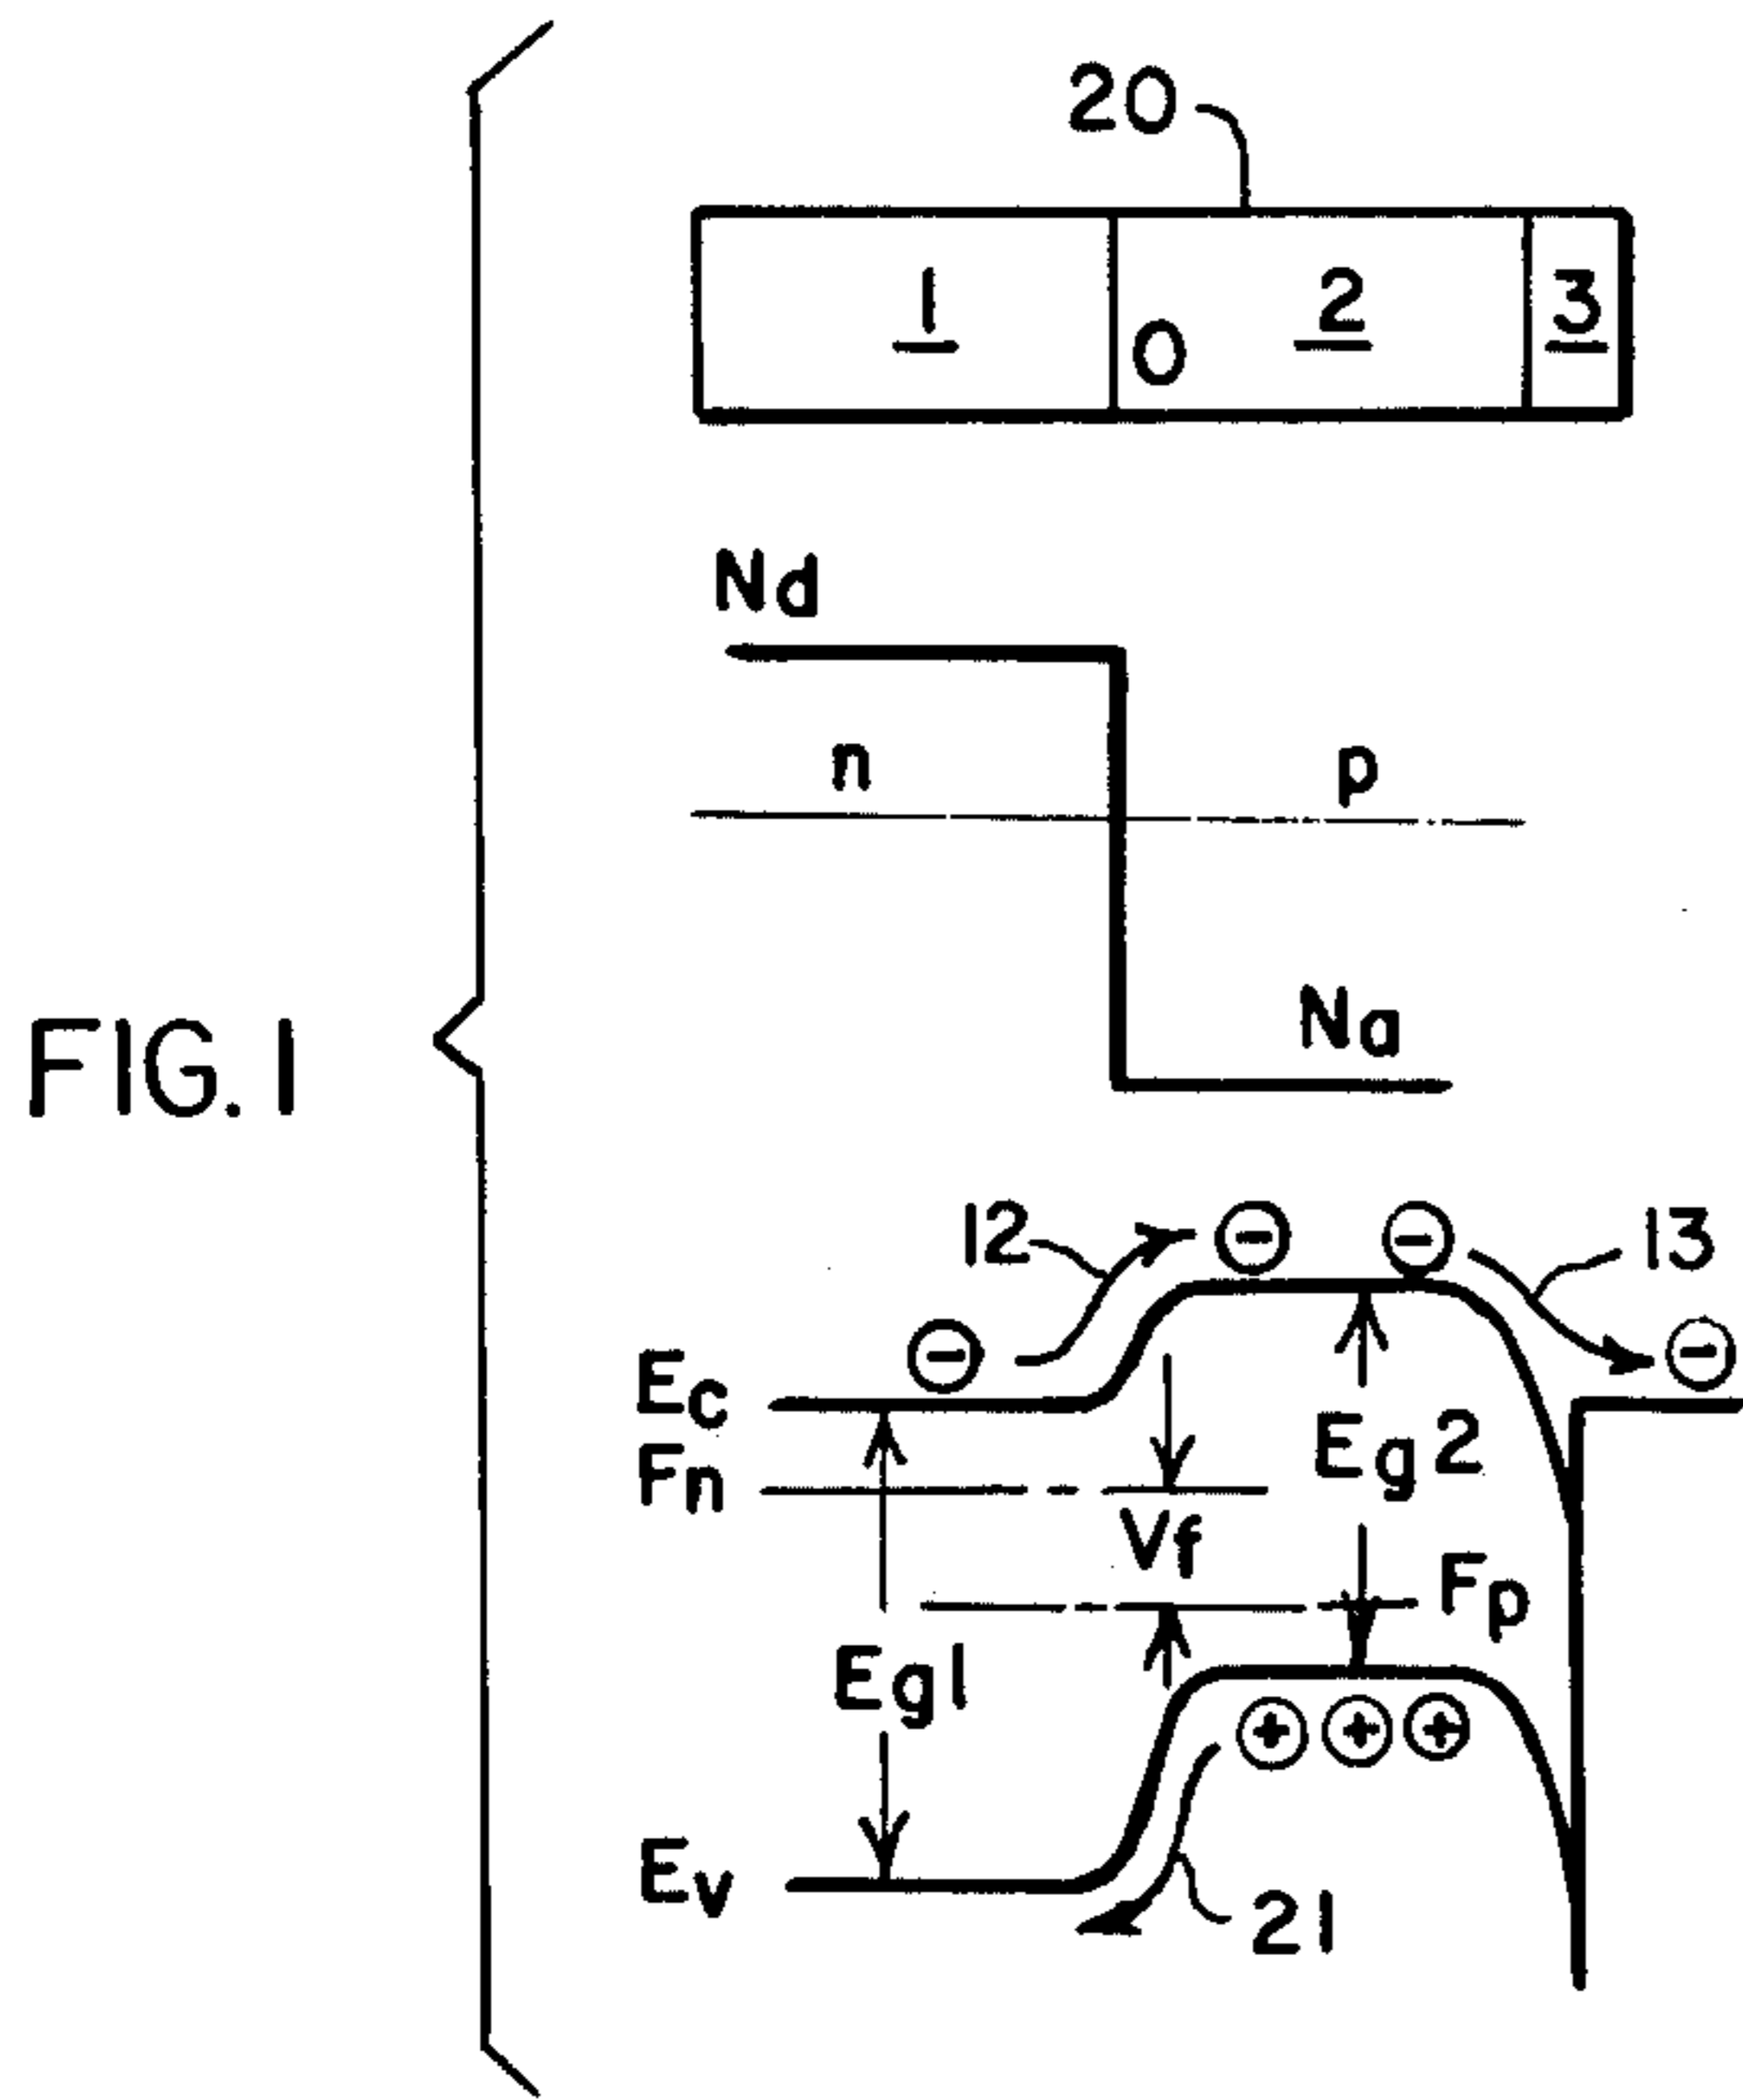 20
1 2 3
0
Nd
n p
FIG. 1
Na
12 ⊖ ⊖ 13
⊖ ⊖
Ec
Fn
Eg2
Vf
Fp
Eg1
⊕ ⊕ ⊕
Ev
21